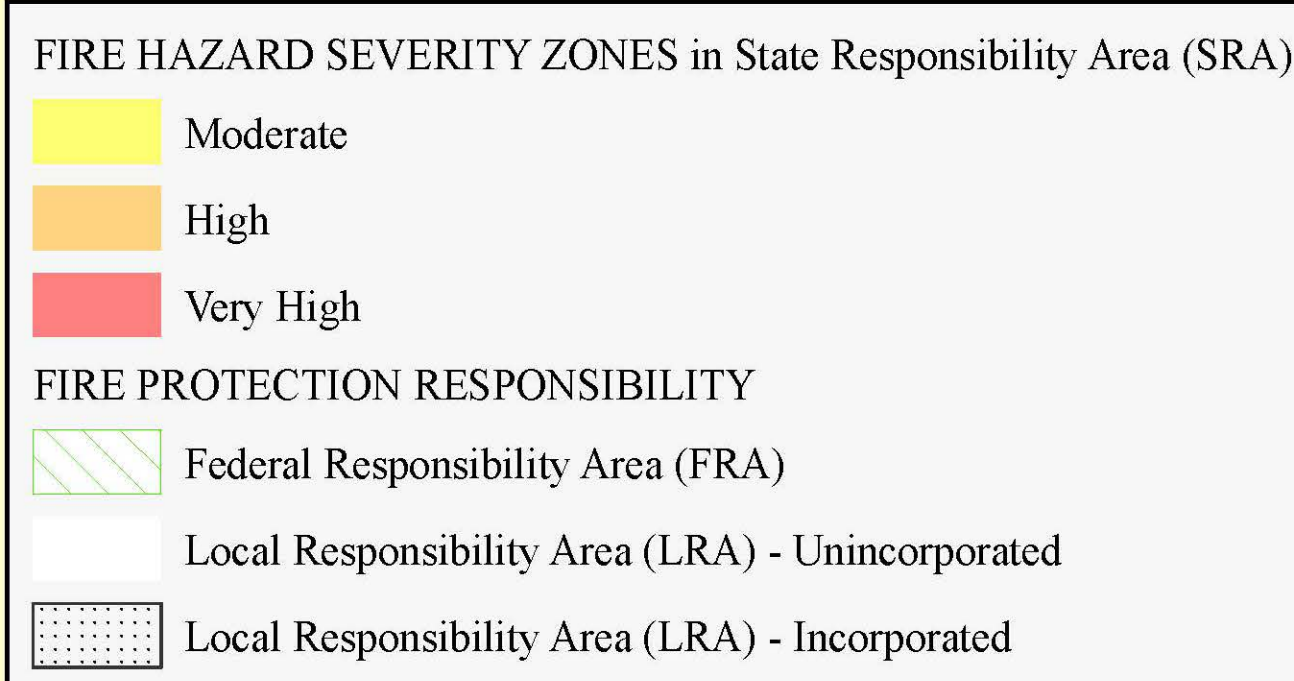 FIRE HAZARD SEVERITY ZONES in State Responsibility Area (SRA)
Moderate
High
Very High
FIRE PROTECTION RESPONSIBILITY
Federal Responsibility Area (FRA)
Local Responsibility Area (LRA) - Unincorporated
Local Responsibility Area (LRA) - Incorporated